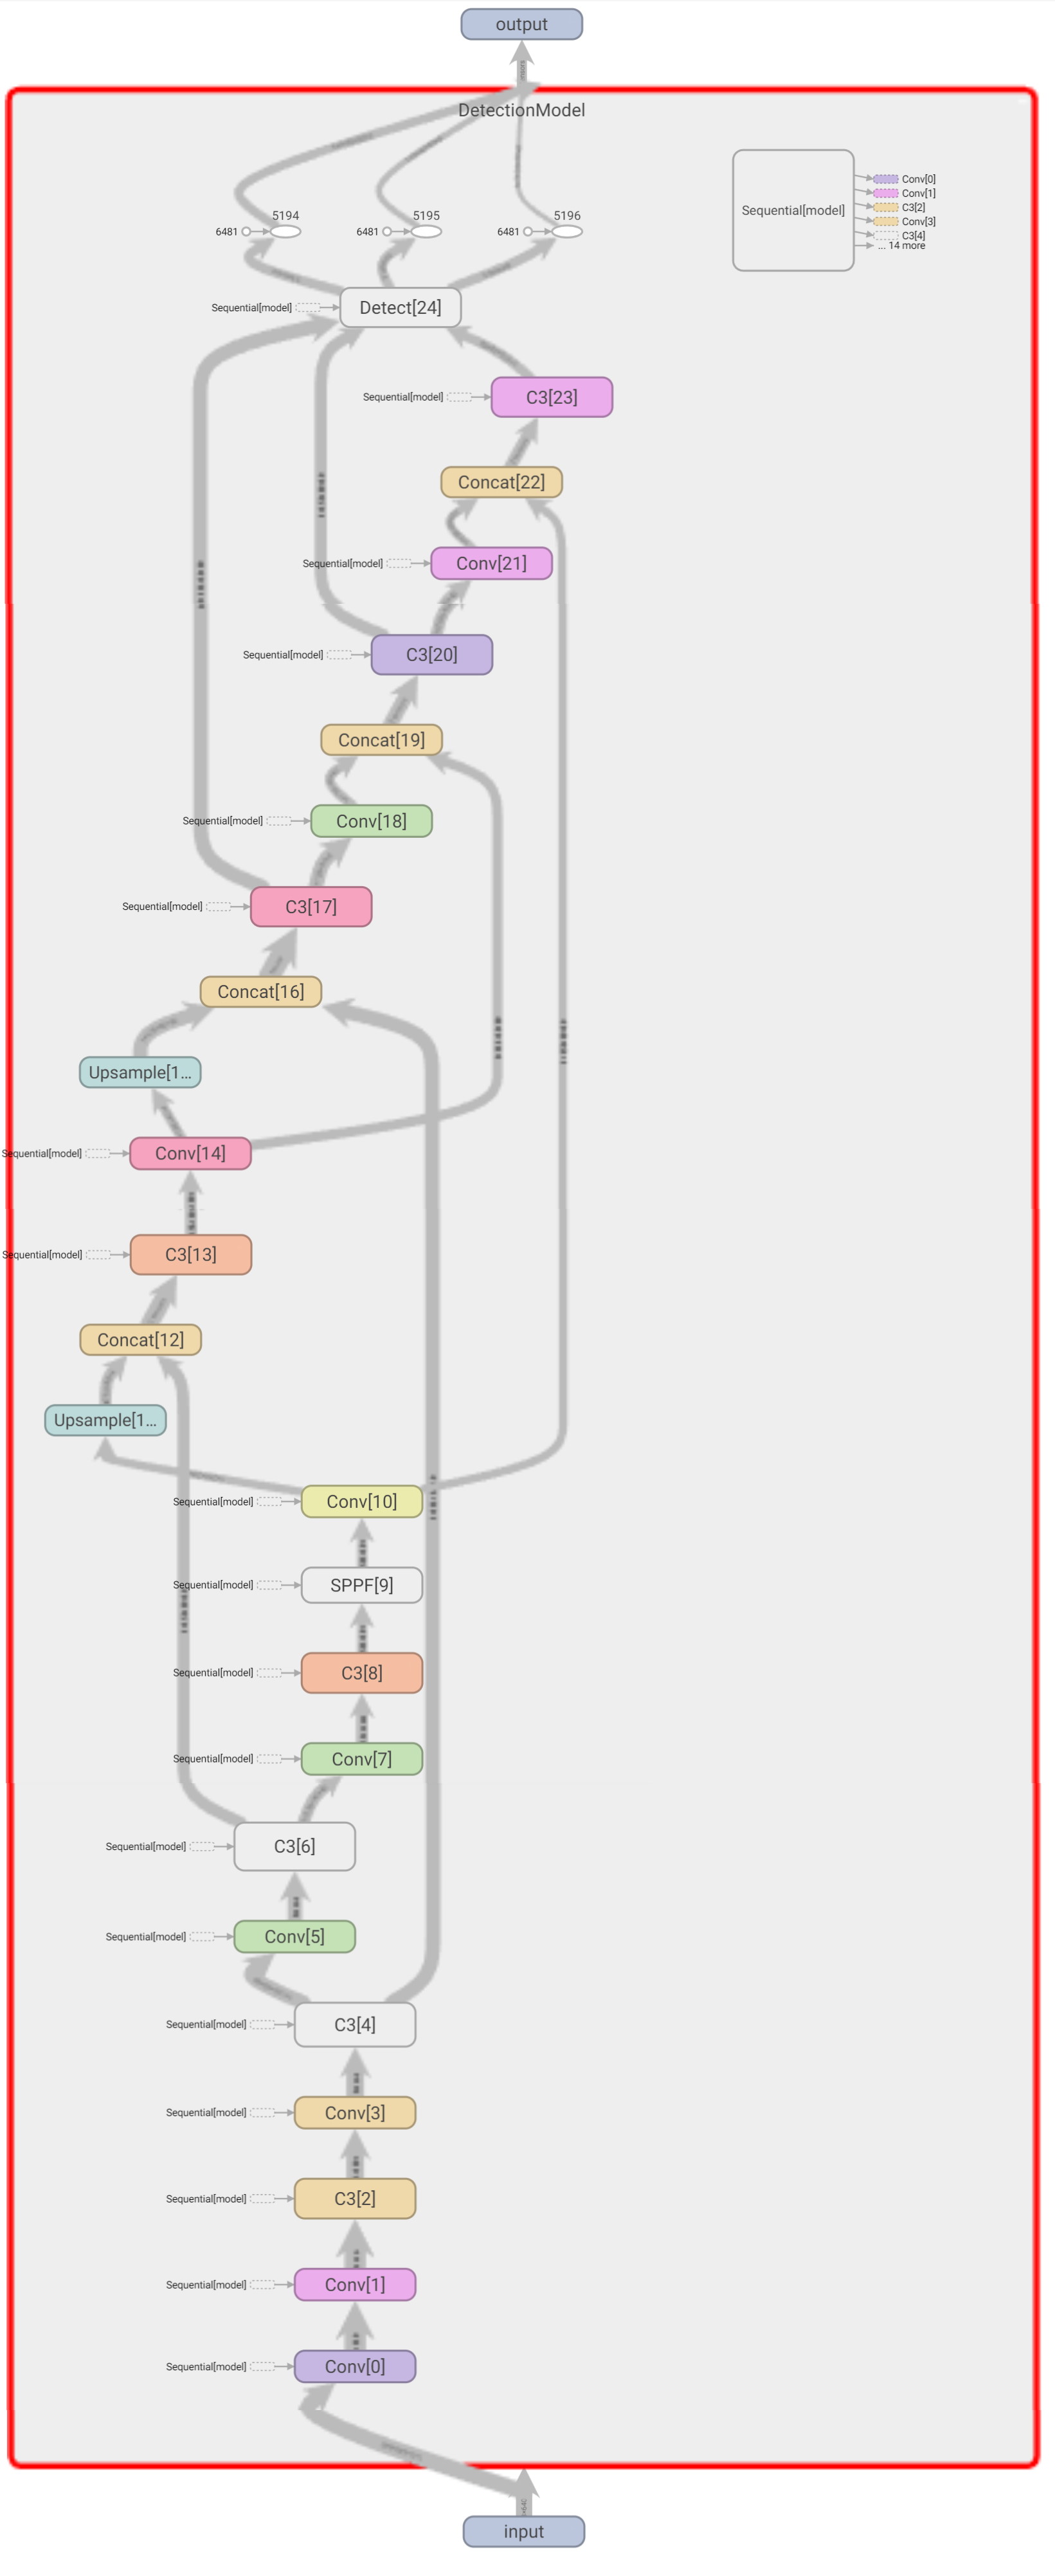 output
DetectionModel
Sequential[model]
Conv[0]
Conv[1]
C3[2]
Conv[3]
C3[4]
... 14 more
5194
5195
5196
6481
6481
6481
Sequential[model]
Detect[24]
Sequential[model]
C3[23]
Concat[22]
Sequential[model]
Conv[21]
Sequential[model]
C3[20]
Concat[19]
Sequential[model]
Conv[18]
Sequential[model]
C3[17]
Concat[16]
Upsample[1...
Sequential[model]
Conv[14]
Sequential[model]
C3[13]
Concat[12]
Upsample[1...
Sequential[model]
Conv[10]
Sequential[model]
SPPF[9]
Sequential[model]
C3[8]
Sequential[model]
Conv[7]
Sequential[model]
C3[6]
Sequential[model]
Conv[5]
Sequential[model]
C3[4]
Sequential[model]
Conv[3]
Sequential[model]
C3[2]
Sequential[model]
Conv[1]
Sequential[model]
Conv[0]
input